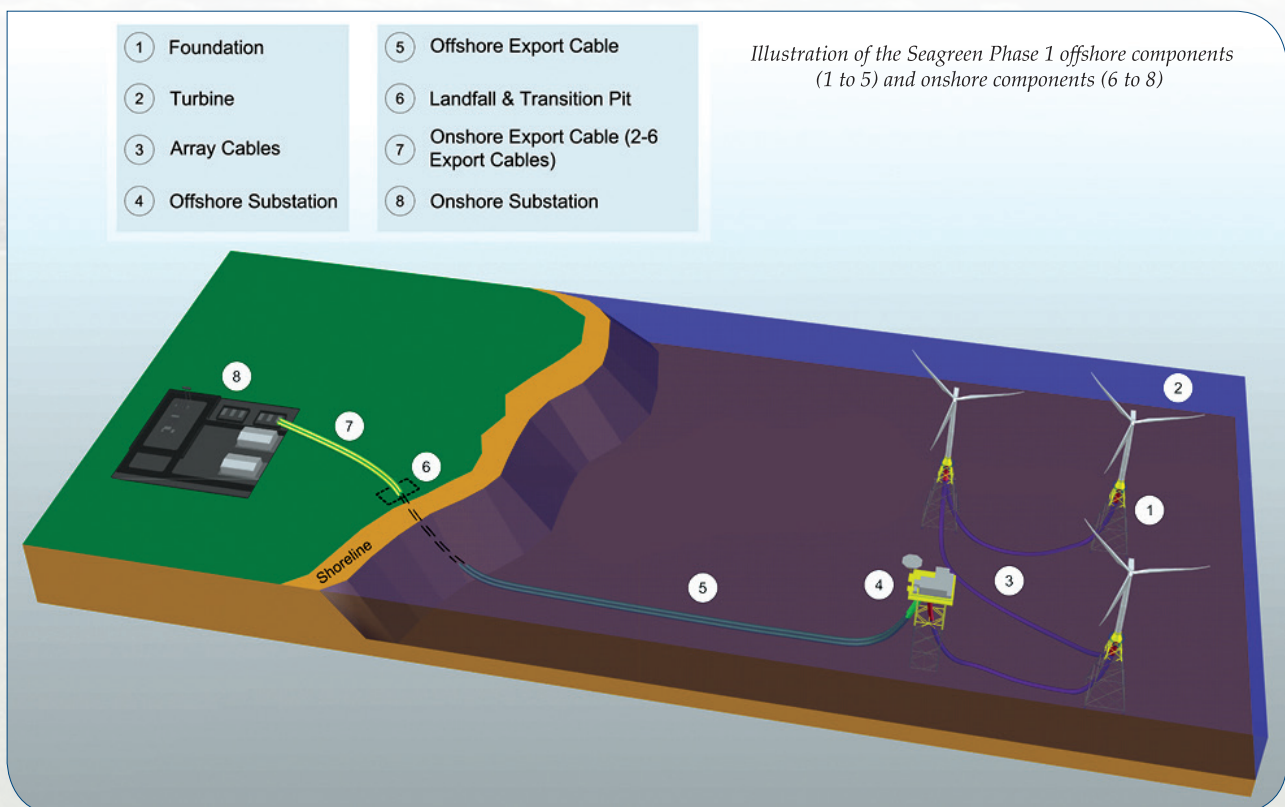 1 Foundation
2 Turbine
3 Array Cables
4 Offshore Substation
5 Offshore Export Cable
6 Landfall & Transition Pit
7 Onshore Export Cable (2-6
Export Cables)
8 Onshore Substation
Illustration of the Seagreen Phase 1 offshore components
(1 to 5) and onshore components (6 to 8)
2
8
7
6
1
Shoreline
3
4
5